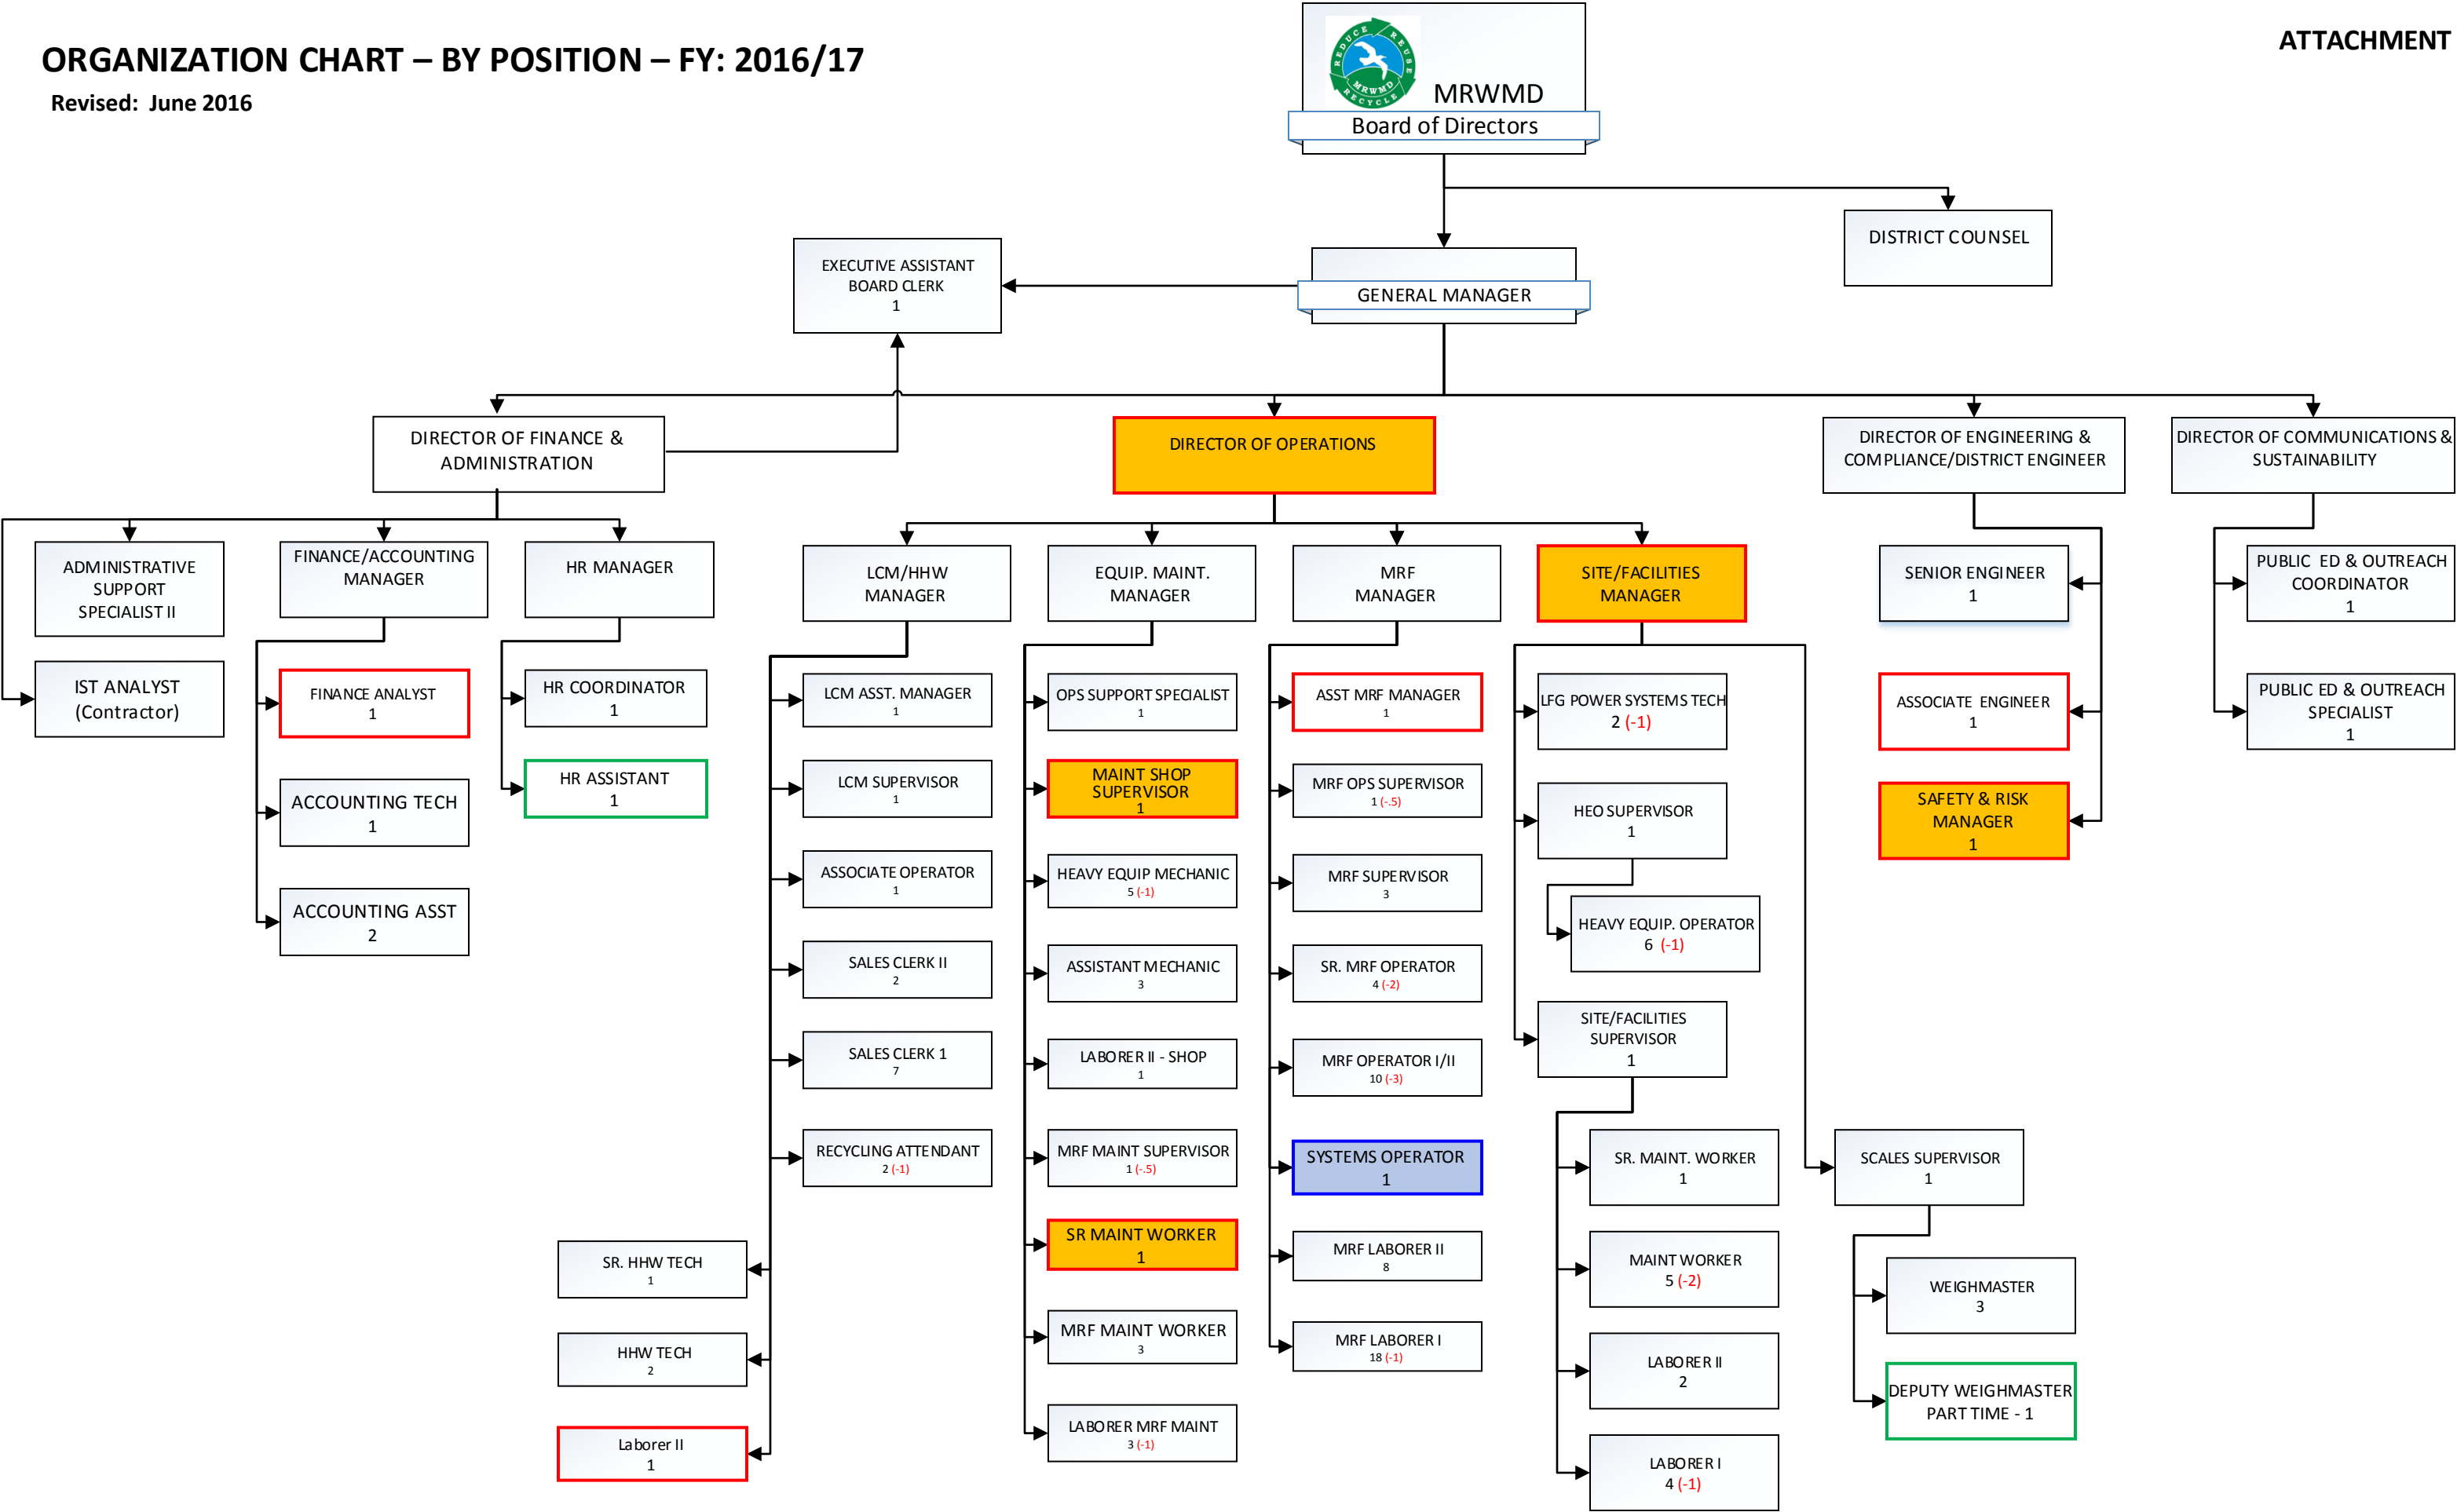 ORGANIZATION CHART – BY POSITION – FY: 2016/17
Revised: June 2016
ATTACHMENT
REDUCE REUSE
MRWMD
RECYCLE
MRWMD
Board of Directors
DISTRICT COUNSEL
EXECUTIVE ASSISTANT
BOARD CLERK
1
GENERAL MANAGER
DIRECTOR OF FINANCE &
ADMINISTRATION
DIRECTOR OF OPERATIONS
DIRECTOR OF ENGINEERING &
COMPLIANCE/DISTRICT ENGINEER
DIRECTOR OF COMMUNICATIONS &
SUSTAINABILITY
ADMINISTRATIVE
SUPPORT
SPECIALIST II
IST ANALYST
(Contractor)
FINANCE/ACCOUNTING
MANAGER
FINANCE ANALYST
1
ACCOUNTING TECH
1
ACCOUNTING ASST
2
HR MANAGER
HR COORDINATOR
1
HR ASSISTANT
1
LCM/HHW
MANAGER
LCM ASST. MANAGER
1
LCM SUPERVISOR
1
ASSOCIATE OPERATOR
1
SALES CLERK II
2
SALES CLERK 1
7
RECYCLING ATTENDANT
2 (-1)
SR. HHW TECH
1
HHW TECH
2
Laborer II
1
EQUIP. MAINT.
MANAGER
OPS SUPPORT SPECIALIST
1
MAINT SHOP
SUPERVISOR
1
HEAVY EQUIP MECHANIC
5 (-1)
ASSISTANT MECHANIC
3
LABORER II - SHOP
1
MRF MAINT SUPERVISOR
1 (-.5)
SR MAINT WORKER
1
MRF MAINT WORKER
3
LABORER MRF MAINT
3 (-1)
MRF
MANAGER
ASST MRF MANAGER
1
MRF OPS SUPERVISOR
1 (-.5)
MRF SUPERVISOR
3
SR. MRF OPERATOR
4 (-2)
MRF OPERATOR I/II
10 (-3)
SYSTEMS OPERATOR
1
MRF LABORER II
8
MRF LABORER I
18 (-1)
SITE/FACILITIES
MANAGER
LFG POWER SYSTEMS TECH
2 (-1)
HEO SUPERVISOR
1
HEAVY EQUIP. OPERATOR
6 (-1)
SITE/FACILITIES
SUPERVISOR
1
SR. MAINT. WORKER
1
MAINT WORKER
5 (-2)
LABORER II
2
LABORER I
4 (-1)
SCALES SUPERVISOR
1
WEIGHMASTER
3
DEPUTY WEIGHMASTER
PART TIME - 1
SENIOR ENGINEER
1
ASSOCIATE ENGINEER
1
SAFETY & RISK
MANAGER
1
PUBLIC ED & OUTREACH
COORDINATOR
1
PUBLIC ED & OUTREACH
SPECIALIST
1